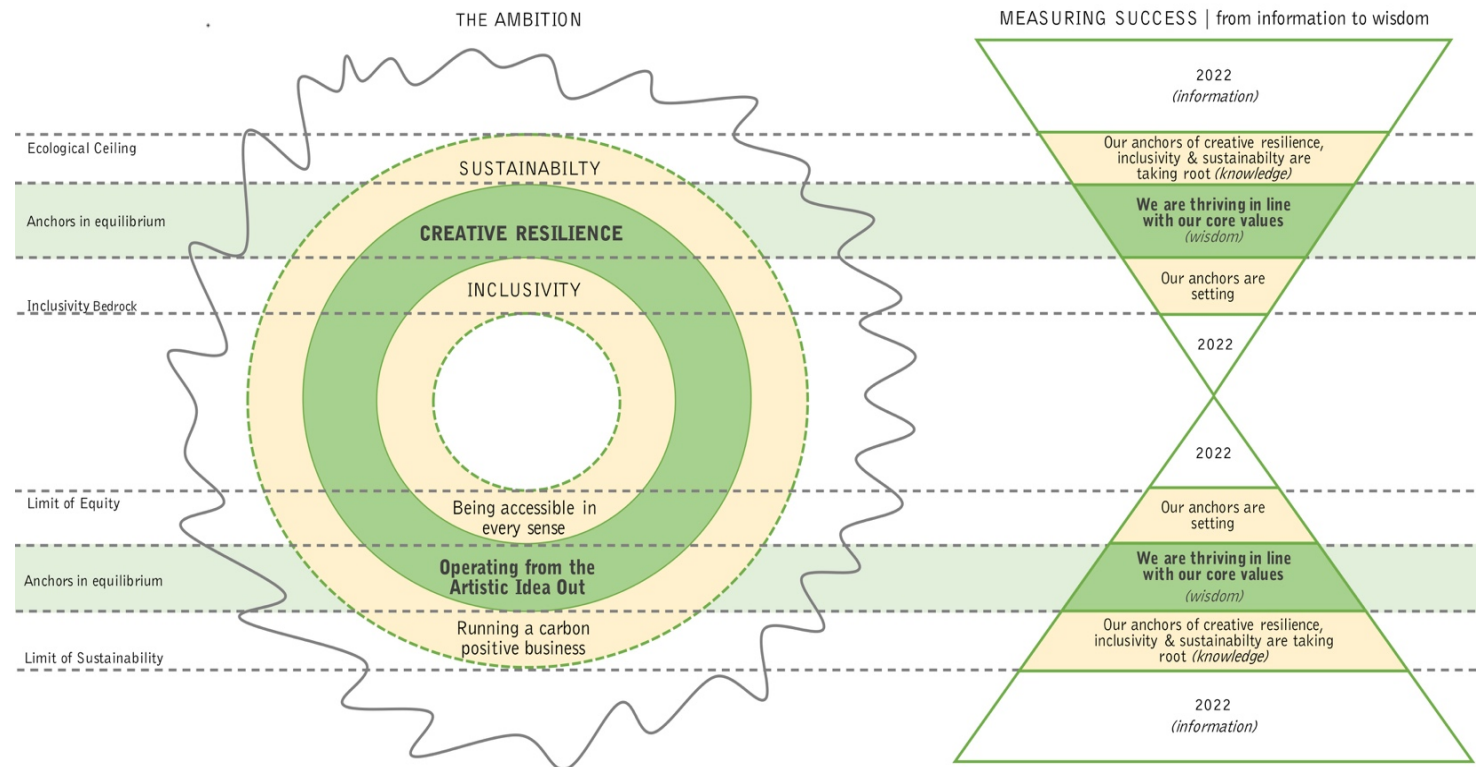 THE AMBITION
MEASURING SUCCESS | from information to wisdom
Ecological Ceiling
Anchors in equilibrium
Inclusivity Bedrock
Limit of Equity
Anchors in equilibrium
Limit of Sustainability
SUSTAINABILTY
CREATIVE RESILIENCE
INCLUSIVITY
Being accessible in
every sense
Operating from the
Artistic Idea Out
Running a carbon
positive business
2022
(information)
Our anchors of creative resilience,
inclusivity & sustainabilty are
taking root (knowledge)
We are thriving in line
with our core values
(wisdom)
Our anchors are
setting
2022
2022
Our anchors are
setting
We are thriving in line
with our core values
(wisdom)
Our anchors of creative resilience,
inclusivity & sustainabilty are taking
root (knowledge)
2022
(information)